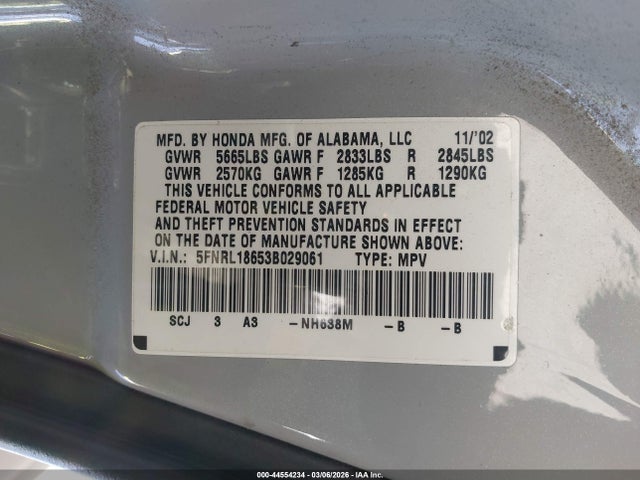 MFD. BY HONDA MFG. OF ALABAMA, LLC 11/'02
GVWR 5665LBS GAWR F 2833LBS R 2845LBS
GVWR 2570KG GAWR F 1285KG R 1290KG
THIS VEHICLE CONFORMS TO ALL APPLICABLE
FEDERAL MOTOR VEHICLE SAFETY
AND THEFT PREVENTION STANDARDS IN EFFECT
ON THE DATE OF MANUFACTURE SHOWN ABOVE:
V.I.N.: 5FNRL18653B029061 TYPE: MPV
SCJ 3 A3 -NH638M -B -B
000-44554234 - 03/06/2026 - IAA Inc.